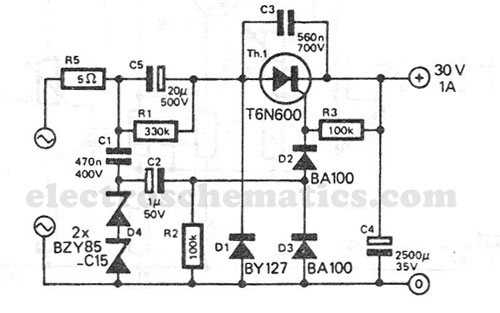 C3
560n
700V
Th.1
T6N600
R5
5Ω
C5
20µ
500V
+
30 V
1A
R1
330k
R3
100k
C1
470n
400V
C2
1µ
50V
D2
BA100
electroschematics.com
2x
BZY85
_C15
D4
R2
100k
D1
BY127
D3
BA100
C4
2500µ
35V
0